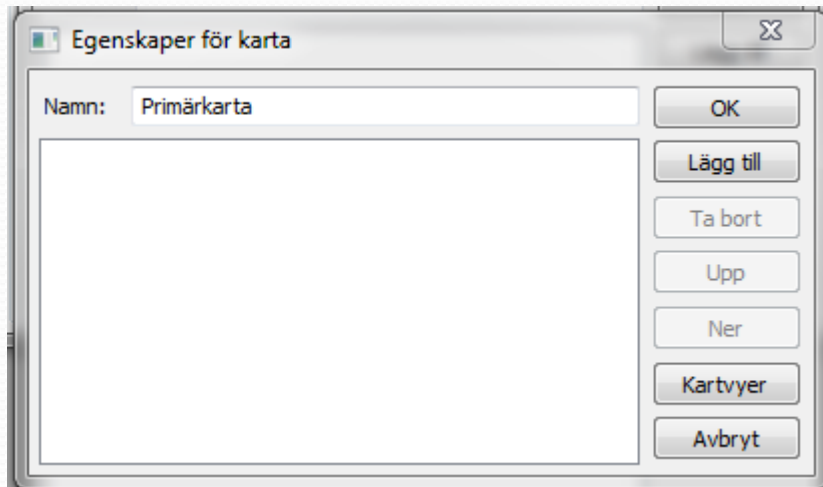 Egenskaper för karta
Namn: Primärkarta
OK
Lägg till
Ta bort
Upp
Ner
Kartvyer
Avbryt